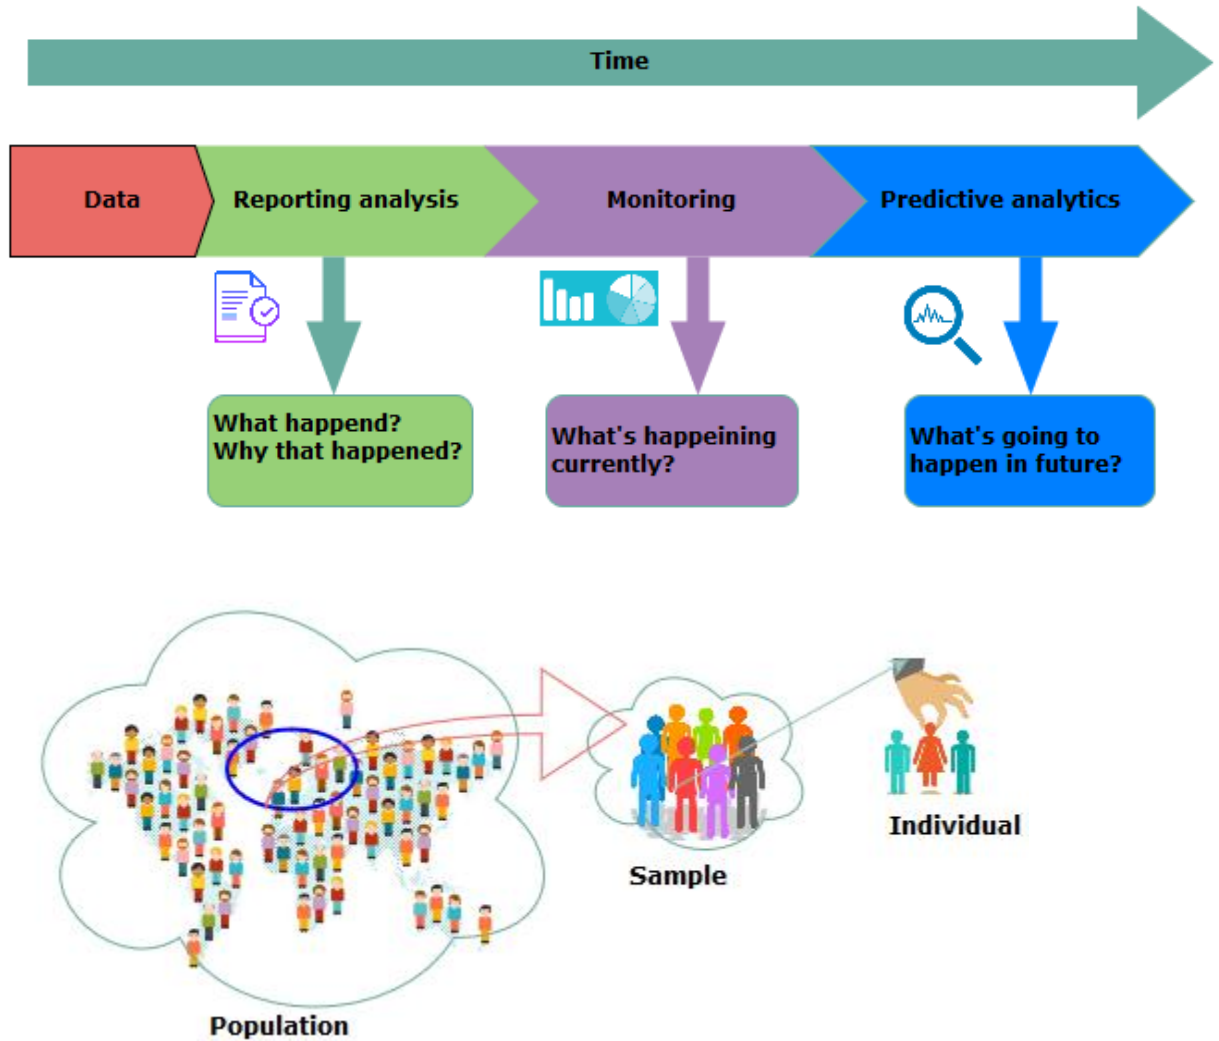 Time
Data
Reporting analysis
Monitoring
Predictive analytics
What happend?
Why that happened?
What's happeining
currently?
What's going to
happen in future?
Sample
Individual
Population